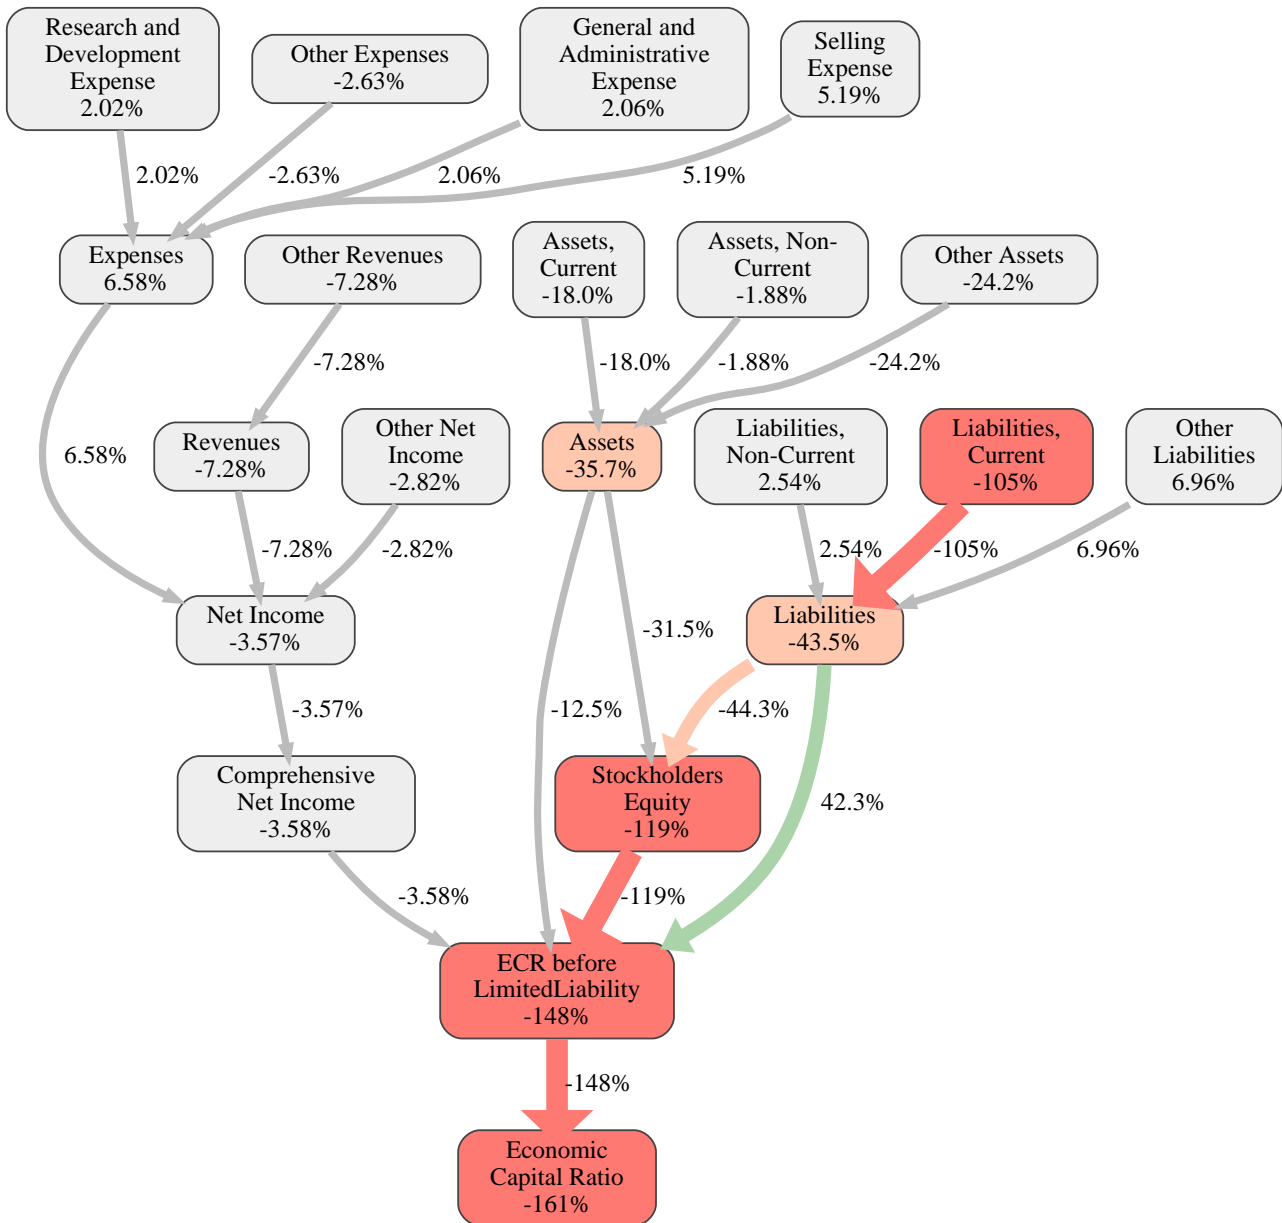 Research and
Development
Expense
2.02%
Other Expenses
-2.63%
General and
Administrative
Expense
2.06%
Selling
Expense
5.19%
2.02%
-2.63%
2.06%
5.19%
Expenses
6.58%
Other Revenues
-7.28%
Assets,
Current
-18.0%
Assets, Non-
Current
-1.88%
Other Assets
-24.2%
-7.28%
-18.0%
-1.88%
-24.2%
6.58%
Revenues
-7.28%
Other Net
Income
-2.82%
Assets
-35.7%
Liabilities,
Non-Current
2.54%
Liabilities,
Current
-105%
Other
Liabilities
6.96%
-7.28%
-2.82%
2.54%
-105%
6.96%
Net Income
-3.57%
-31.5%
Liabilities
-43.5%
-3.57%
-12.5%
-44.3%
Comprehensive
Net Income
-3.58%
Stockholders
Equity
-119%
42.3%
-3.58%
-119%
ECR before
LimitedLiability
-148%
-148%
Economic
Capital Ratio
-161%